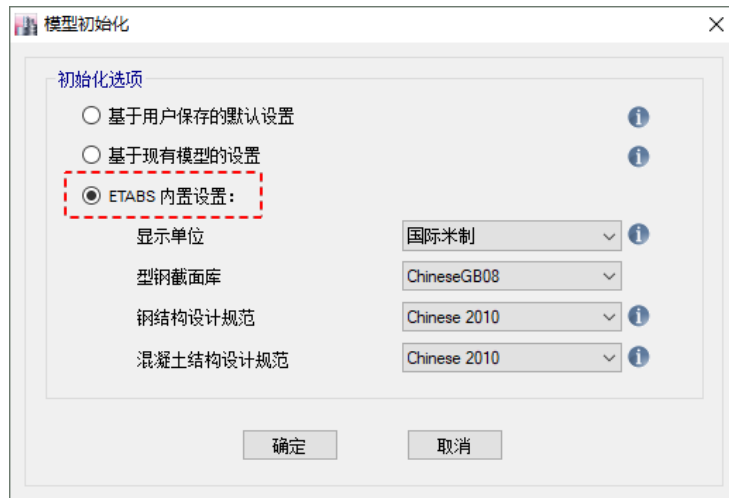 模型初始化
初始化选项
基于用户保存的默认设置
基于现有模型的设置
ETABS 内置设置：
显示单位 国际米制
型钢截面库 ChineseGB08
钢结构设计规范 Chinese 2010
混凝土结构设计规范 Chinese 2010
确定 取消